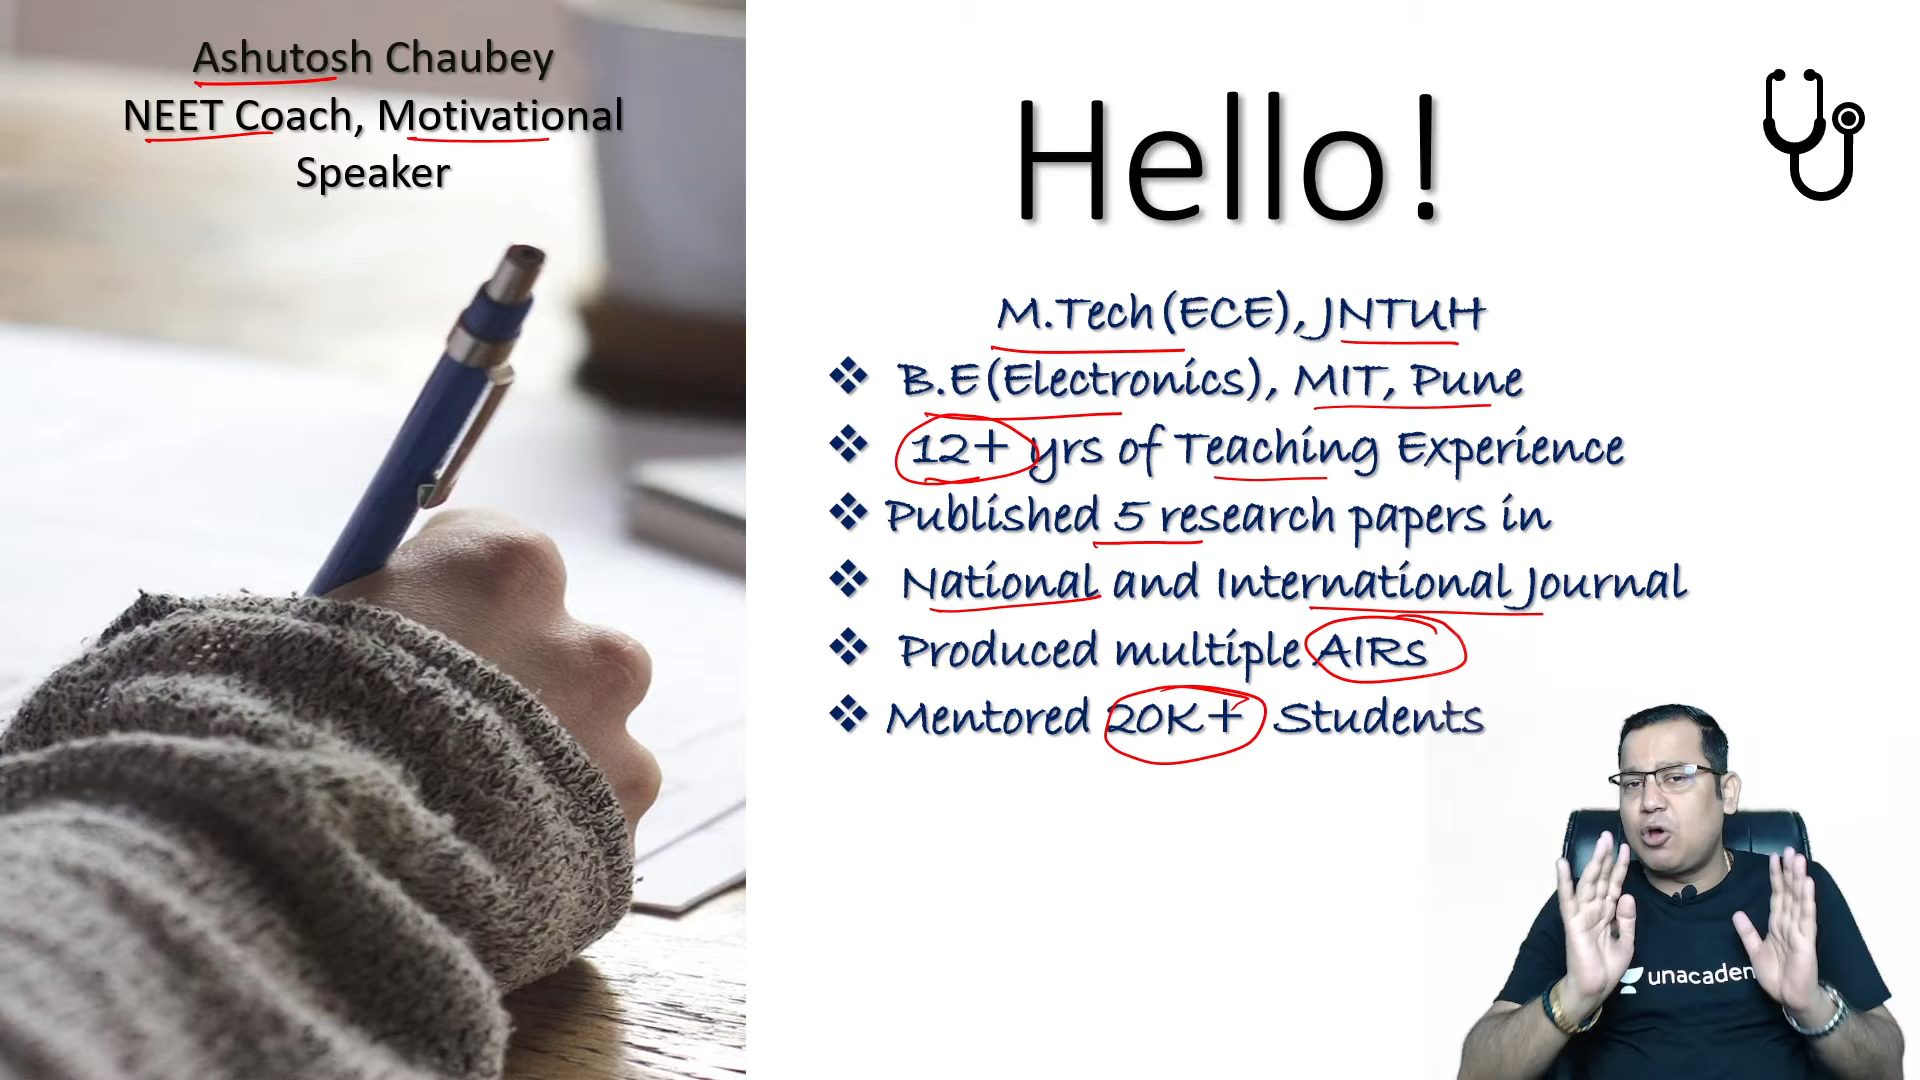 Ashutosh Chaubey
NEET Coach, Motivational
Speaker
Hello!
M.Tech(ECE), JNTUH
❖ B.E(Electronics), MIT, Pune
❖ 12+ yrs of Teaching Experience
❖ Published 5 research papers in
❖ National and International Journal
❖ Produced multiple AIRs
❖ Mentored 20K+ Students
unacadem